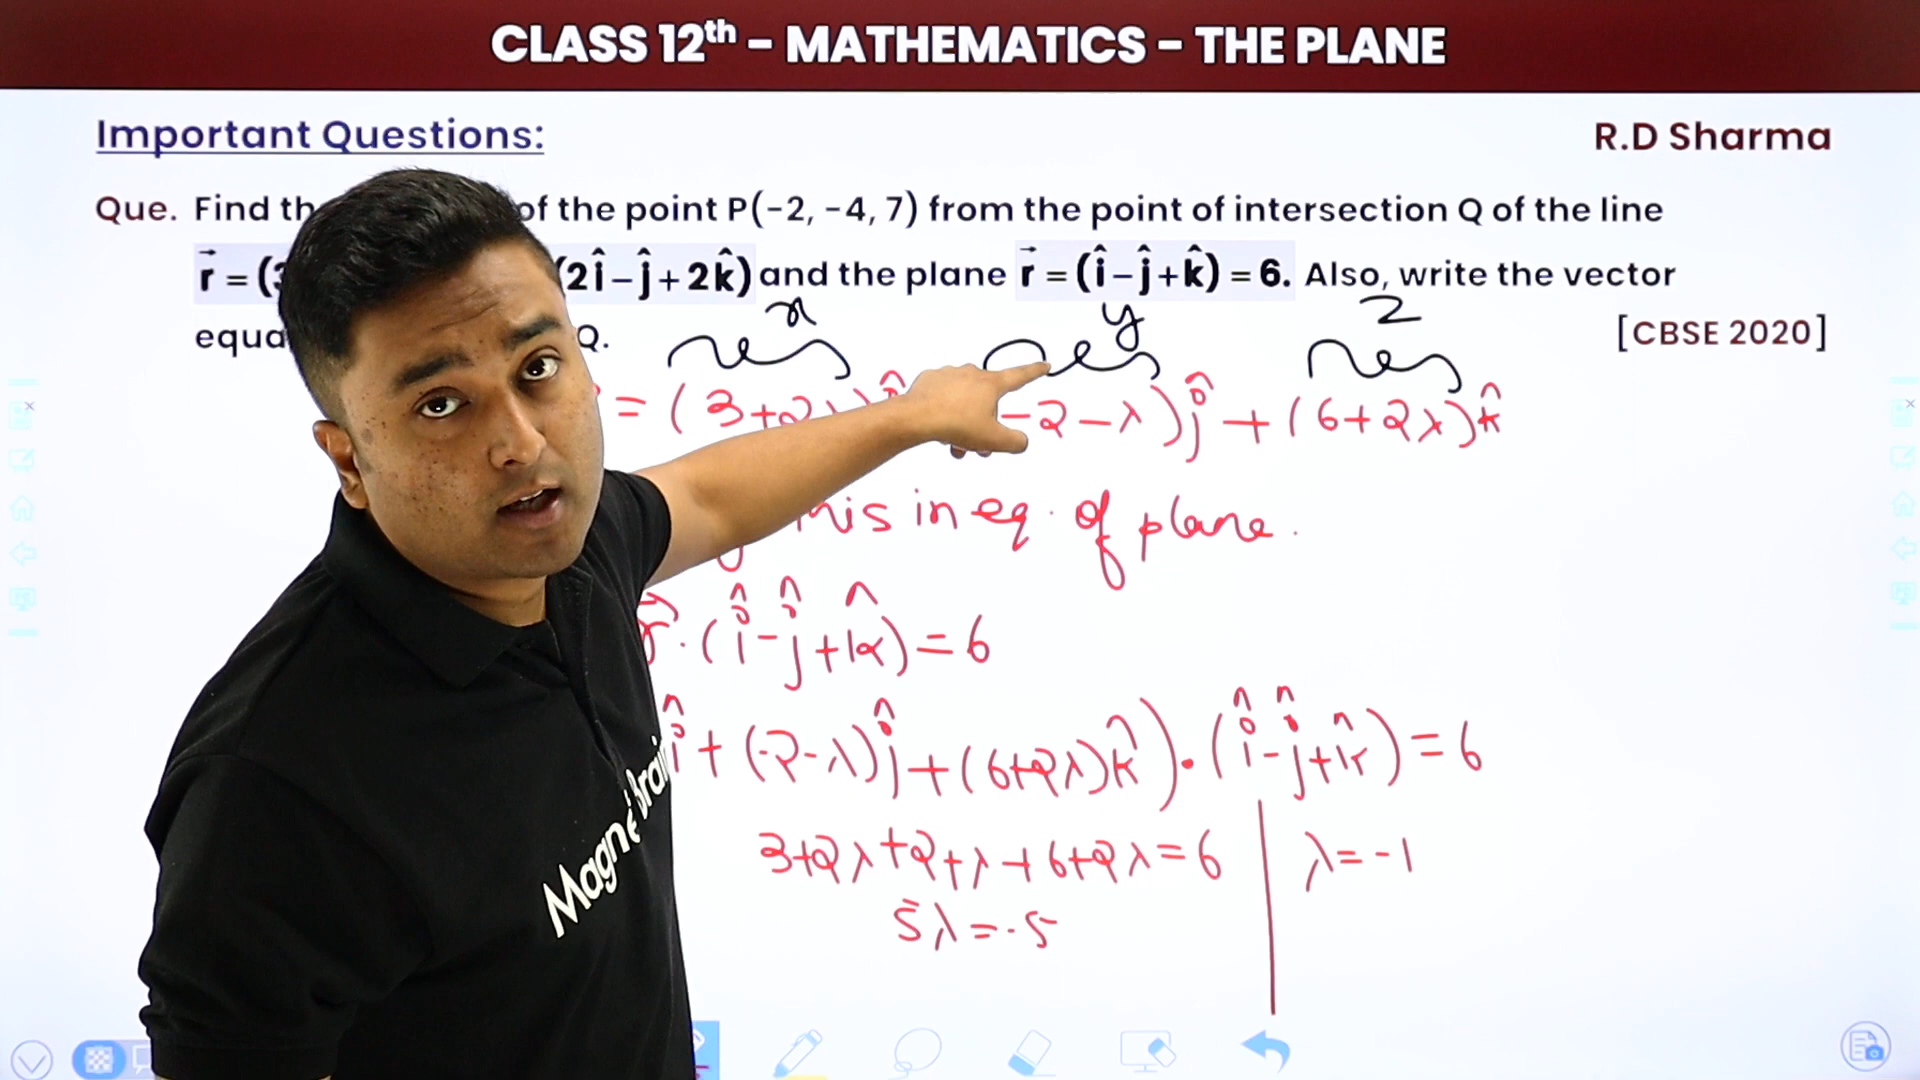 CLASS 12th – MATHEMATICS – THE PLANE
Important Questions:
R.D Sharma
Que. Find th of the point P(-2, -4, 7) from the point of intersection Q of the line
r⃗ = (3 (2î – ĵ + 2k̂) and the plane r⃗ = (î – ĵ + k̂) = 6. Also, write the vector
equa Q.
[CBSE 2020]
x y z
= (3+2λ) -2-λ)ĵ + (6+2λ)k̂
this in eq. of plane.
r⃗ · (î - ĵ + k̂) = 6
î + (-2-λ)ĵ + (6+2λ)k̂) · (î - ĵ + k̂) = 6
3+2λ+2+λ+6+2λ=6
λ=-1
5λ=-5
Magnet Brain